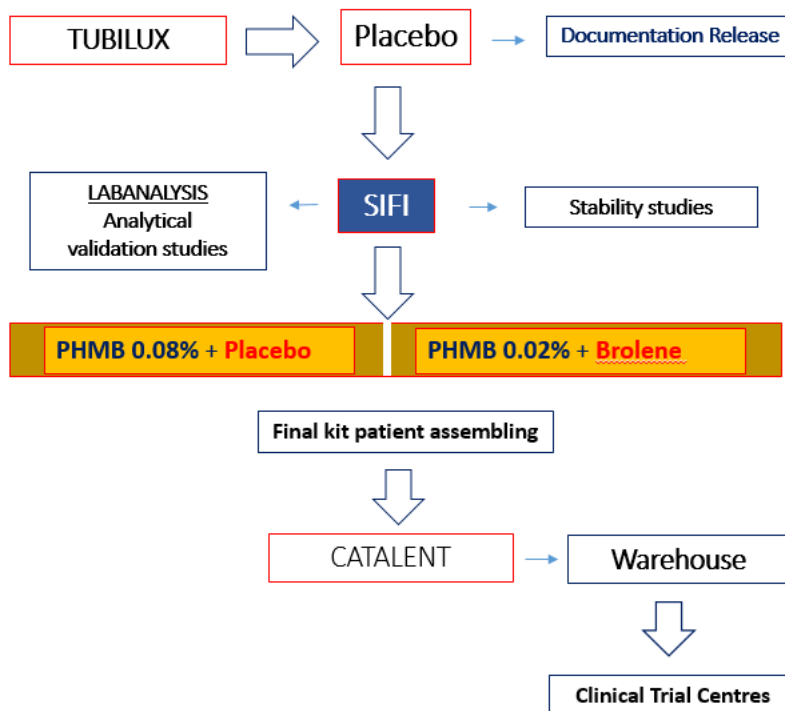 TUBILUX
Placebo
Documentation Release
LABANALYSIS
Analytical
validation studies
SIFI
Stability studies
PHMB 0.08% + Placebo
PHMB 0.02% + Brolene
Final kit patient assembling
CATALENT
Warehouse
Clinical Trial Centres